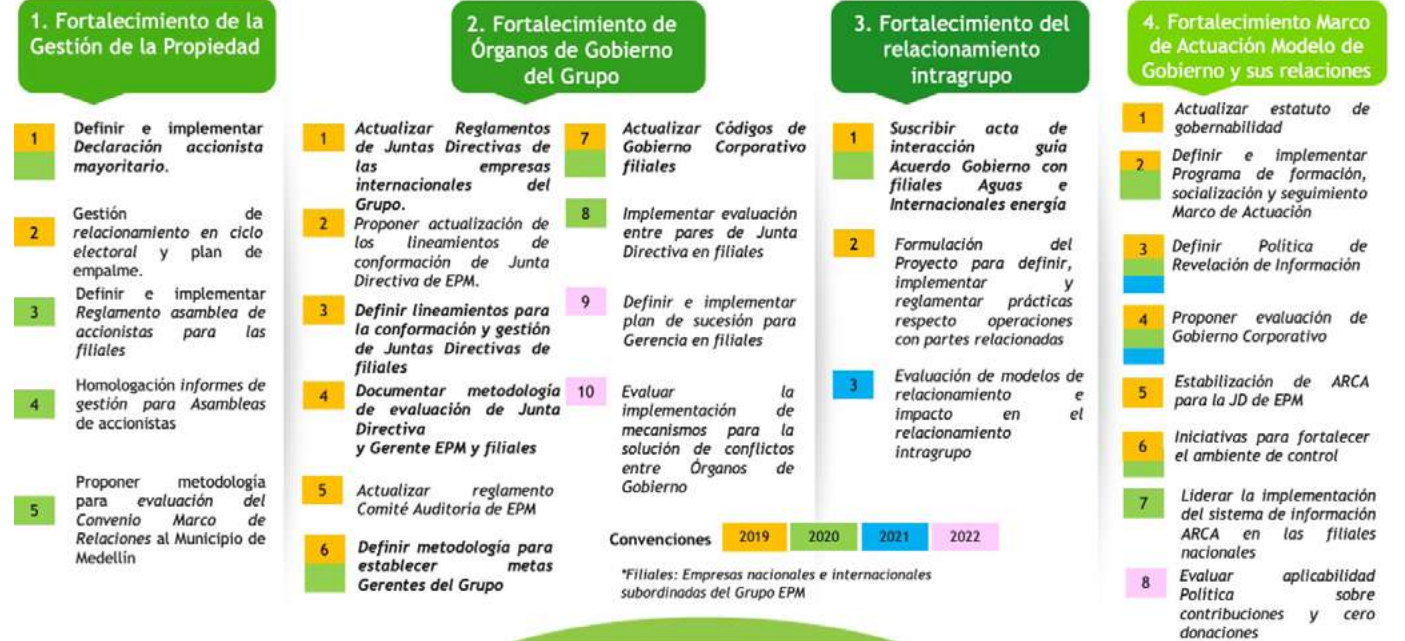 1. Fortalecimiento de la
Gestión de la Propiedad
1
Definir e implementar
Declaración accionista
mayoritario.
2
Gestión de
relacionamiento en ciclo
electoral y plan de
empalme.
3
Definir e implementar
Reglamento asamblea de
accionistas para las
filiales
4
Homologación informes de
gestión para Asambleas
de accionistas
5
Proponer metodología
para evaluación del
Convenio Marco de
Relaciones al Municipio de
Medellín
2. Fortalecimiento de
Órganos de Gobierno
del Grupo
1
Actualizar Reglamentos
de Juntas Directivas de
las empresas
internacionales del
Grupo.
2
Proponer actualización de
los lineamientos de
conformación de Junta
Directiva de EPM.
3
Definir lineamientos para
la conformación y gestión
de Juntas Directivas de
filiales
4
Documentar metodología
de evaluación de Junta
Directiva
y Gerente EPM y filiales
5
Actualizar reglamento
Comité Auditoría de EPM
6
Definir metodología para
establecer metas
Gerentes del Grupo
7
Actualizar Códigos de
Gobierno Corporativo
filiales
8
Implementar evaluación
entre pares de Junta
Directiva en filiales
9
Definir e implementar
plan de sucesión para
Gerencia en filiales
10
Evaluar la
implementación de
mecanismos para la
solución de conflictos
entre Órganos de
Gobierno
3. Fortalecimiento del
relacionamiento
intragrupo
1
Suscribir acta de
interacción guía
Acuerdo Gobierno con
filiales Aguas e
Internacionales energía
2
Formulación del
Proyecto para definir,
implementar y
reglamentar prácticas
respecto operaciones
con partes relacionadas
3
Evaluación de modelos de
relacionamiento e
impacto en el
relacionamiento
intragrupo
4. Fortalecimiento Marco
de Actuación Modelo de
Gobierno y sus relaciones
1
Actualizar estatuto de
gobernabilidad
2
Definir e implementar
Programa de formación,
socialización y seguimiento
Marco de Actuación
3
Definir Política de
Revelación de Información
4
Proponer evaluación de
Gobierno Corporativo
5
Estabilización de ARCA
para la JD de EPM
6
Iniciativas para fortalecer
el ambiente de control
7
Liderar la implementación
del sistema de información
ARCA en las filiales
nacionales
8
Evaluar aplicabilidad
Política sobre
contribuciones y cero
donaciones
Convenciones 2019 2020 2021 2022
*Filiales: Empresas nacionales e internacionales
subordinadas del Grupo EPM